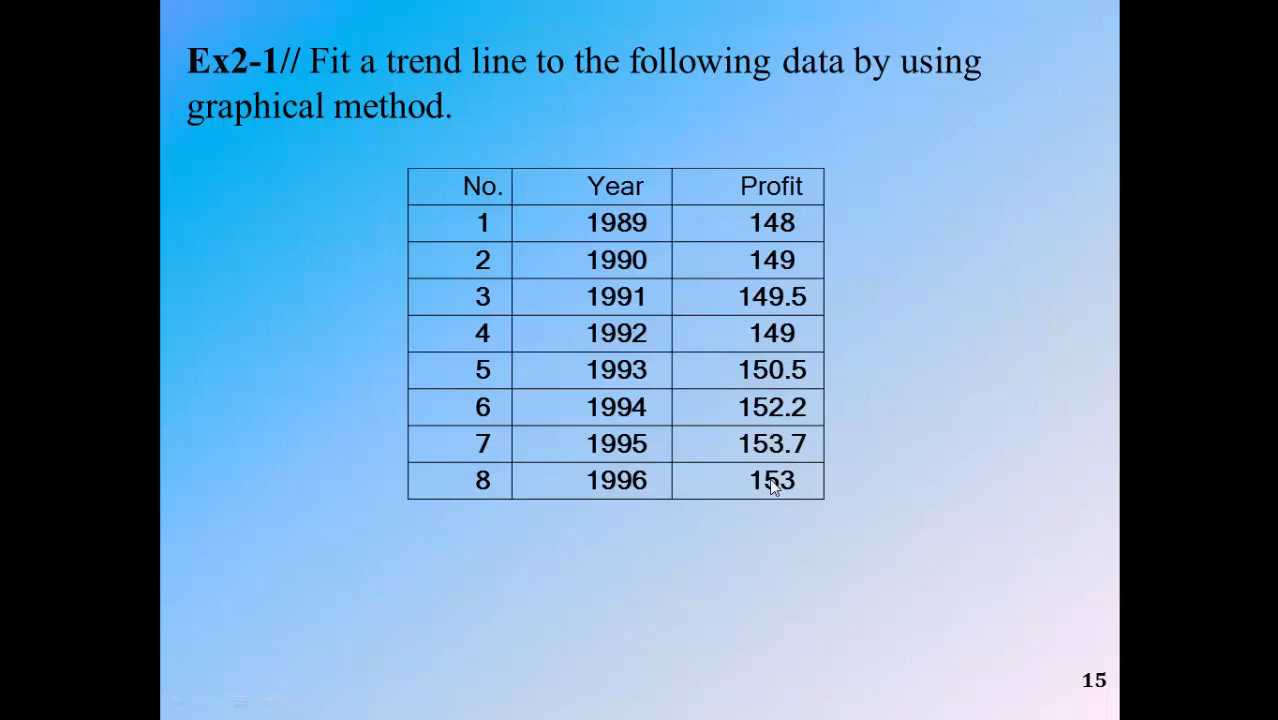 Ex2-1// Fit a trend line to the following data by using
graphical method.
No. Year Profit
1 1989 148
2 1990 149
3 1991 149.5
4 1992 149
5 1993 150.5
6 1994 152.2
7 1995 153.7
8 1996 153
15